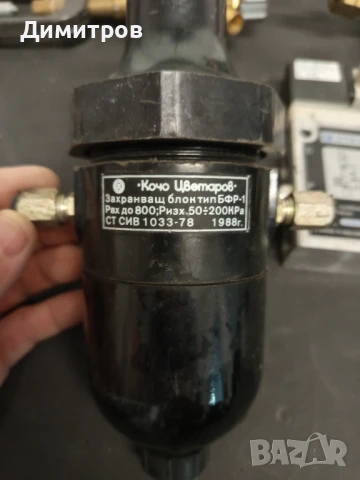 Димитров
"Кочо Цветаров"
Захранващ блок тип БФР-1
Рвх до 800; Ризх. 50÷200КРа
СТ СИВ 1033-78 1988г.
BAZAR